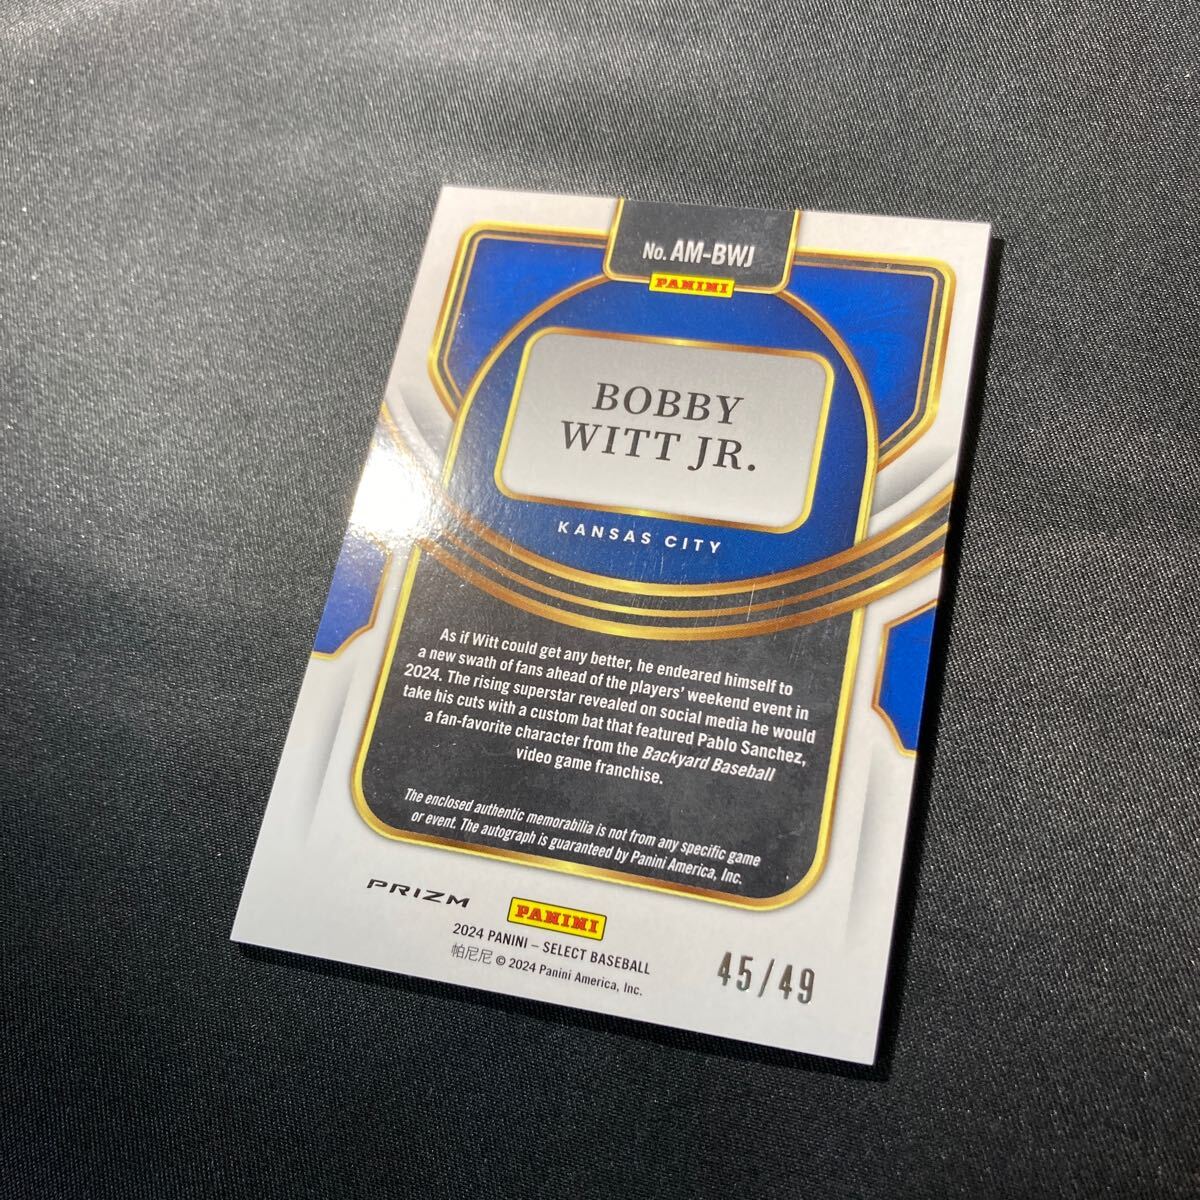 No. AM-BWJ
PANINI
BOBBY
WITT JR.
KANSAS CITY
As if Witt could get any better, he endeared himself to
a new swath of fans ahead of the players' weekend event in
2024. The rising superstar revealed on social media he would
take his cuts with a custom bat that featured Pablo Sanchez,
a fan-favorite character from the Backyard Baseball
video game franchise.
The enclosed authentic memorabilia is not from any specific game
or event. The autograph is guaranteed by Panini America, Inc.
PRIZM
PANINI
2024 PANINI – SELECT BASEBALL
帕尼尼 © 2024 Panini America, Inc.
45/49